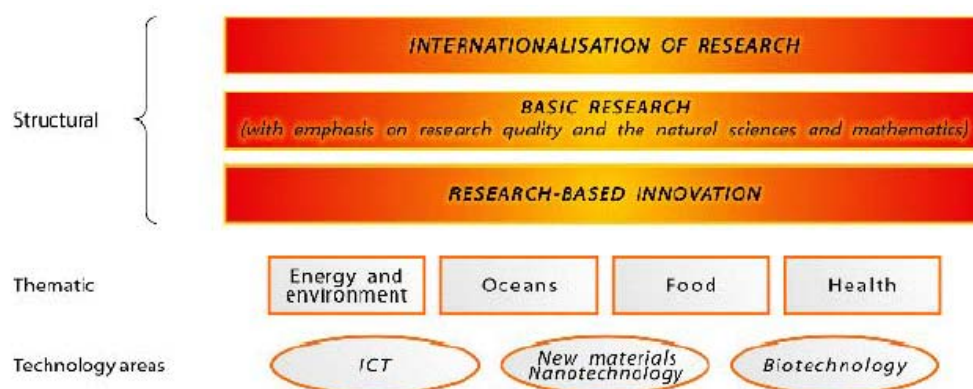 INTERNATIONALISATION OF RESEARCH
Structural
BASIC RESEARCH
(with emphasis on research quality and the natural sciences and mathematics)
RESEARCH-BASED INNOVATION
Thematic
Energy and
environment
Oceans
Food
Health
Technology areas
ICT
New materials
Nanotechnology
Biotechnology